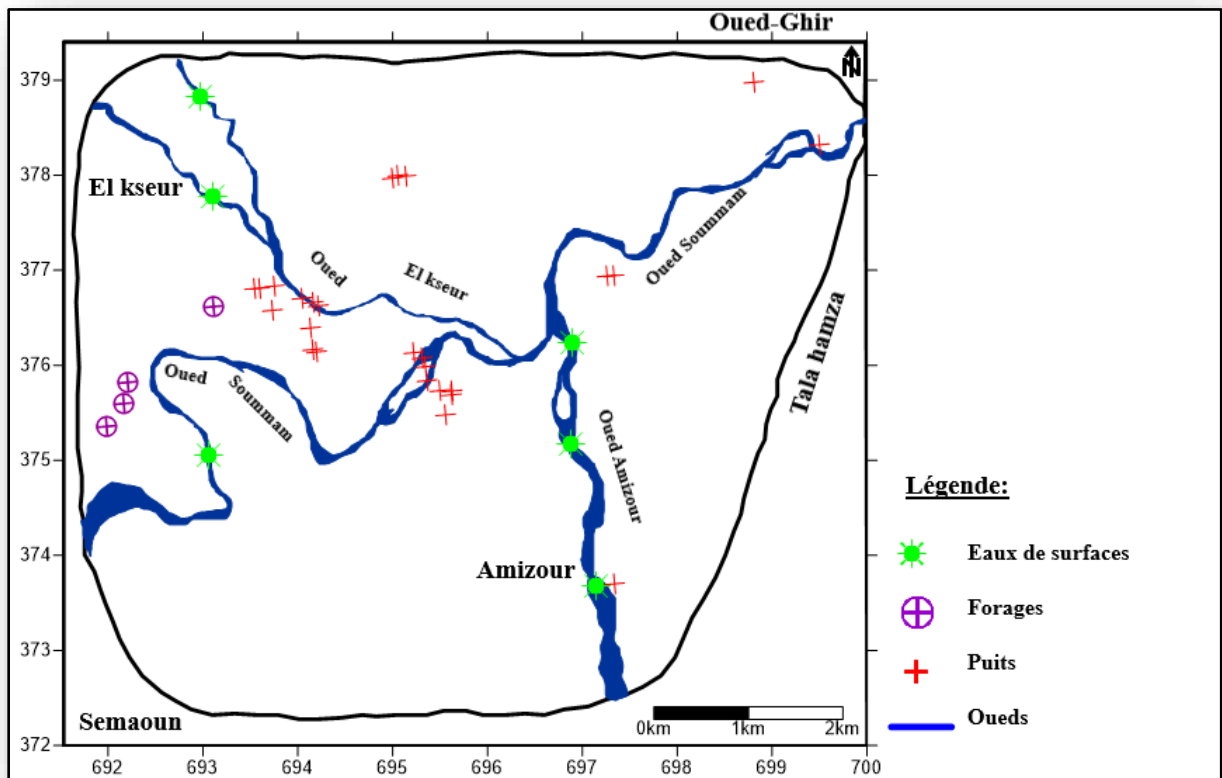 Oued-Ghir
N
379
378
377
376
375
374
373
372
El kseur
Oued
El kseur
Oued Soummam
Oued
Soummam
Tala hamza
Oued Amizour
Amizour
Semaoun
0km 1km 2km
692 693 694 695 696 697 698 699 700
Légende:
Eaux de surfaces
Forages
Puits
Oueds